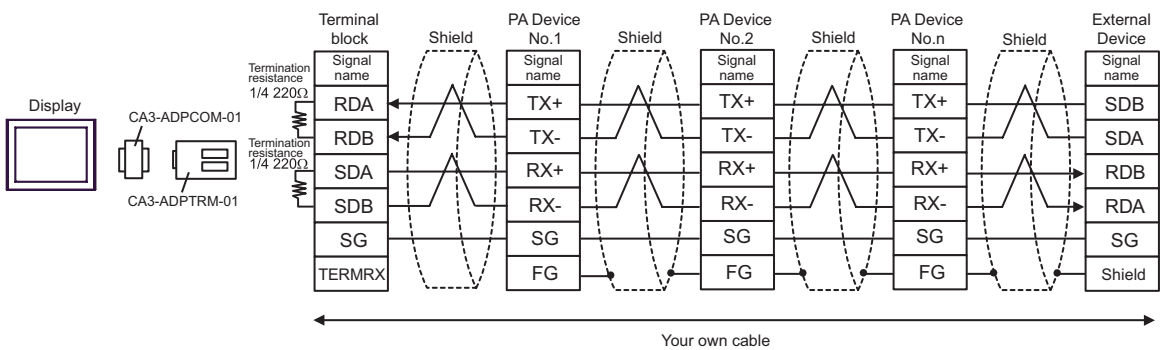 Display
CA3-ADPCOM-01
CA3-ADPTRM-01
Termination
resistance
1/4 220Ω
Termination
resistance
1/4 220Ω
Terminal
block
Signal
name
RDA
RDB
SDA
SDB
SG
TERMRX
Shield
PA Device
No.1
Signal
name
TX+
TX-
RX+
RX-
SG
FG
Shield
PA Device
No.2
Signal
name
TX+
TX-
RX+
RX-
SG
FG
Shield
PA Device
No.n
Signal
name
TX+
TX-
RX+
RX-
SG
FG
Shield
External
Device
Signal
name
SDB
SDA
RDB
RDA
SG
Shield
Your own cable